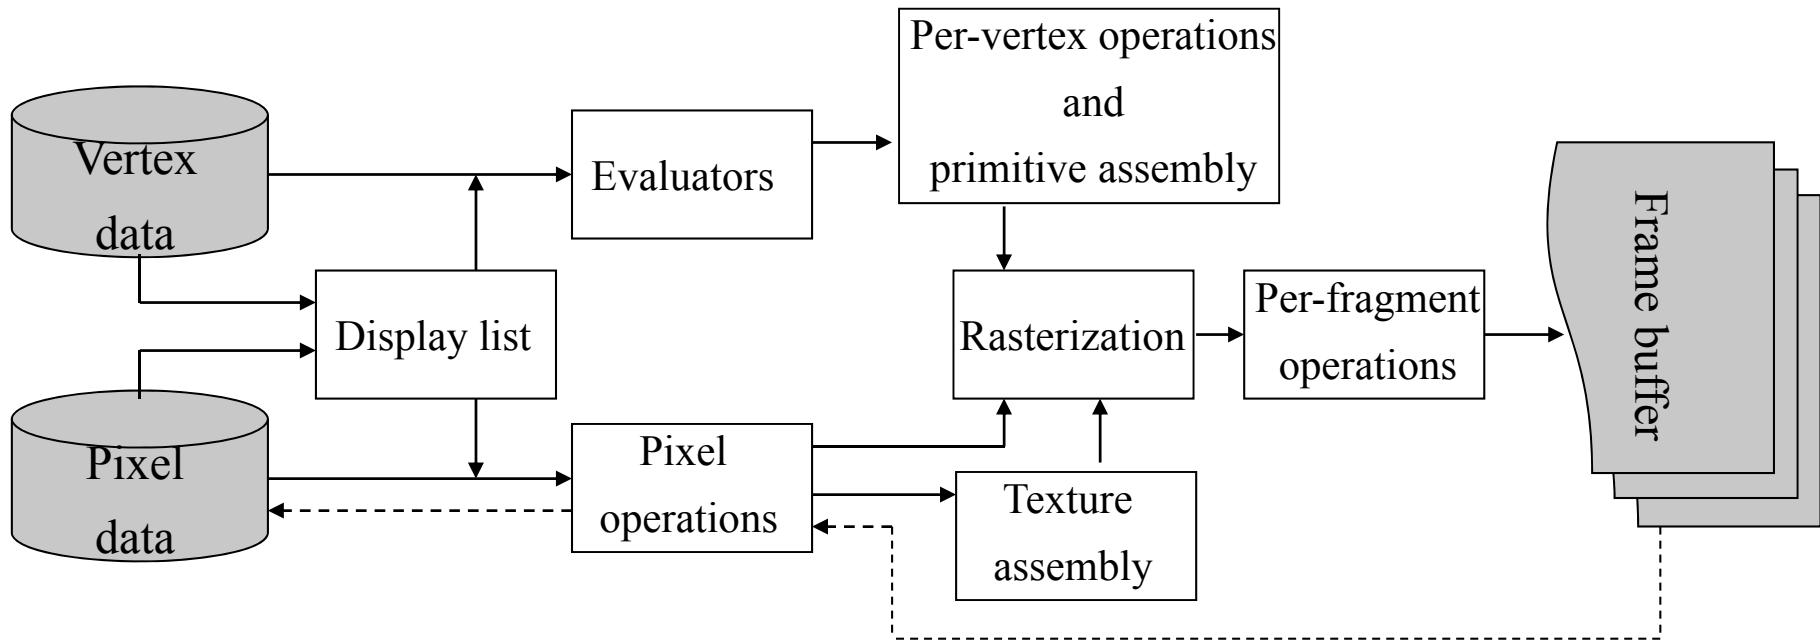 Per-vertex operations
and
primitive assembly
Vertex
data
Evaluators
Display list
Rasterization
Per-fragment
operations
Frame buffer
Pixel
data
Pixel
operations
Texture
assembly